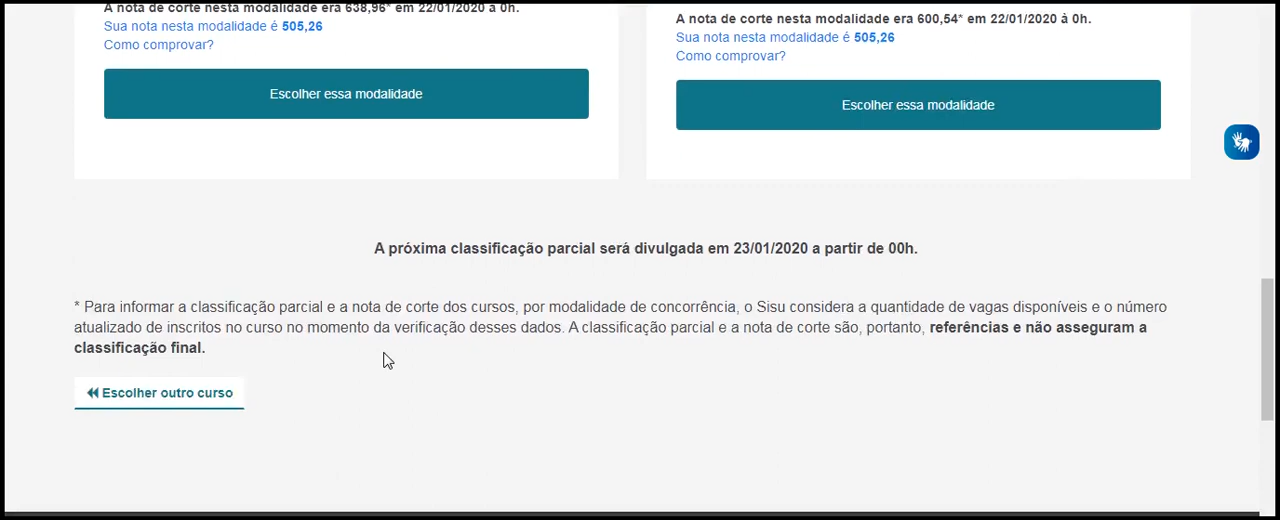 A nota de corte nesta modalidade era 638,96* em 22/01/2020 à 0h.
Sua nota nesta modalidade é 505,26
Como comprovar?
Escolher essa modalidade
A nota de corte nesta modalidade era 600,54* em 22/01/2020 à 0h.
Sua nota nesta modalidade é 505,26
Como comprovar?
Escolher essa modalidade
A próxima classificação parcial será divulgada em 23/01/2020 a partir de 00h.
* Para informar a classificação parcial e a nota de corte dos cursos, por modalidade de concorrência, o Sisu considera a quantidade de vagas disponíveis e o número
atualizado de inscritos no curso no momento da verificação desses dados. A classificação parcial e a nota de corte são, portanto, referências e não asseguram a
classificação final.
Escolher outro curso